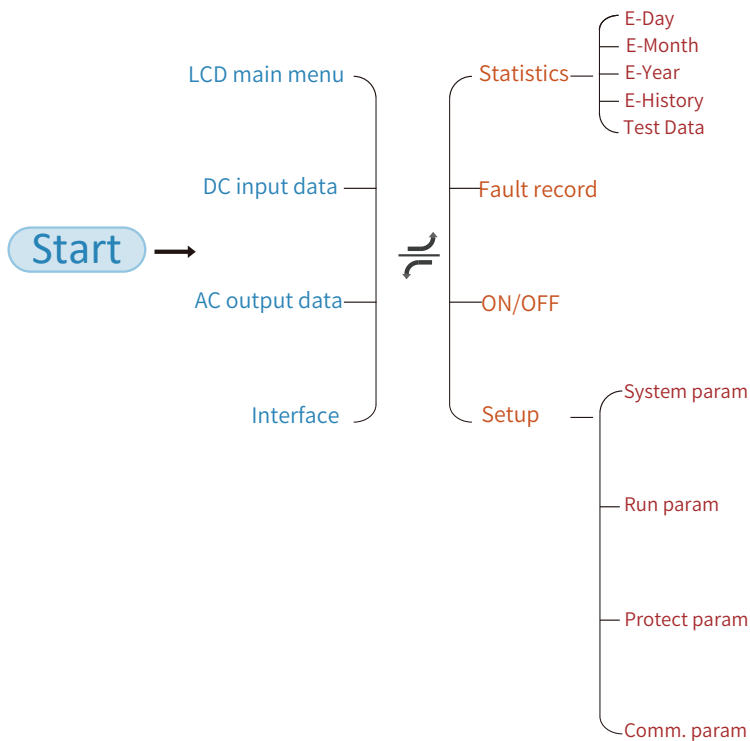 Start
LCD main menu
DC input data
AC output data
Interface
Statistics
Fault record
ON/OFF
Setup
E-Day
E-Month
E-Year
E-History
Test Data
System param
Run param
Protect param
Comm. param